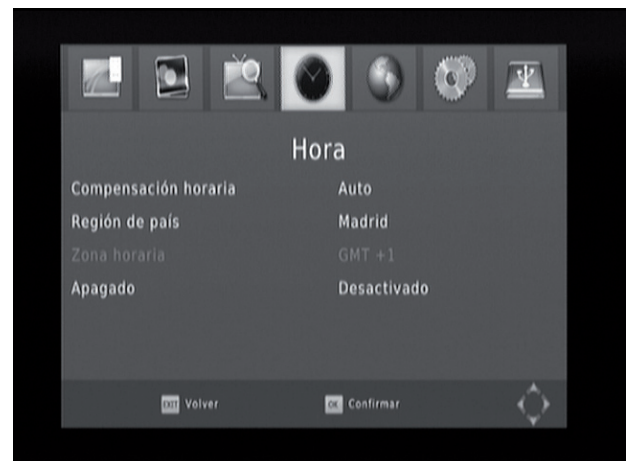 Hora
Compensación horaria Auto
Región de país Madrid
Zona horaria GMT +1
Apagado Desactivado
EXIT Volver OK Confirmar